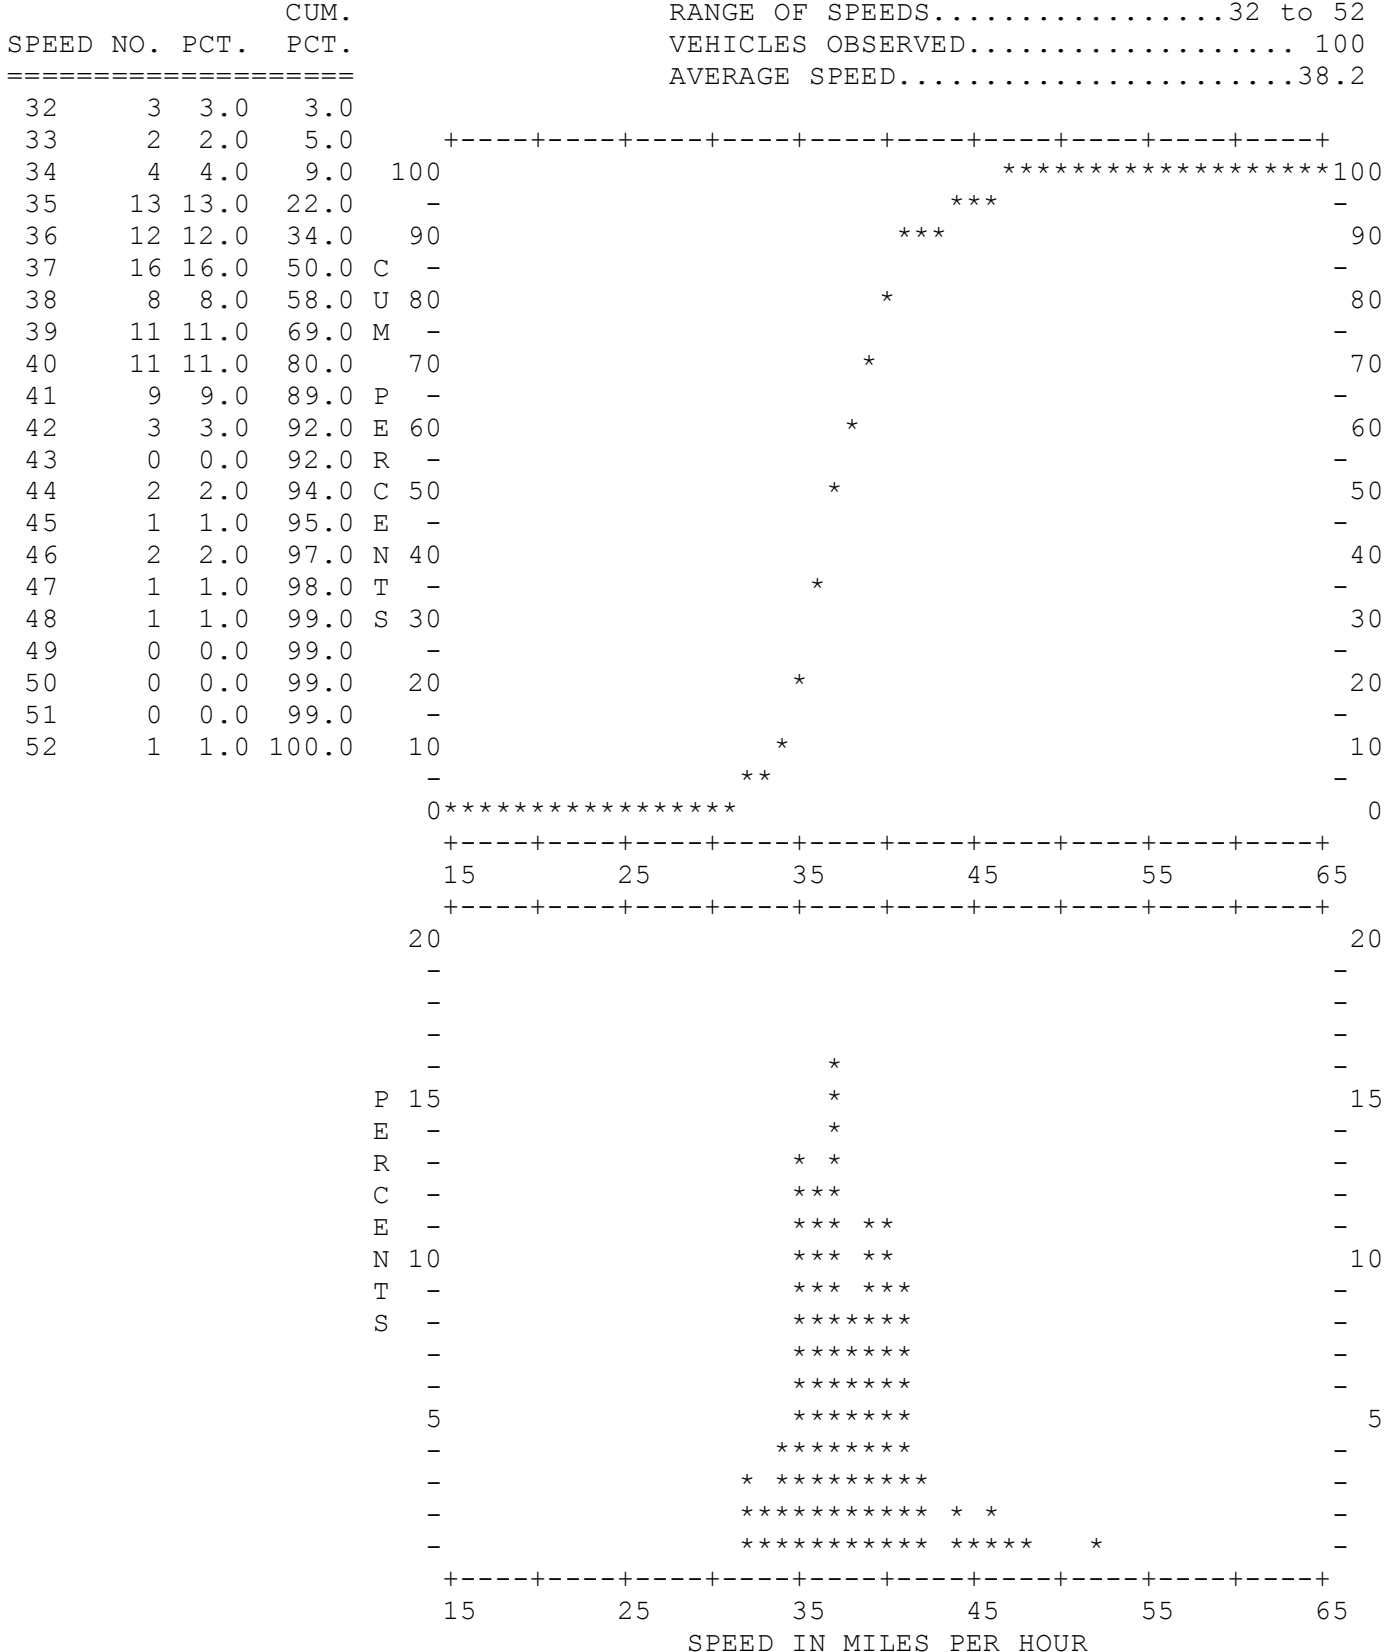 CUM.                  RANGE OF SPEEDS.................32 to 52
SPEED NO. PCT.  PCT.                  VEHICLES OBSERVED................... 100
====================                  AVERAGE SPEED.......................38.2
 32     3  3.0   3.0
 33     2  2.0   5.0     +----+----+----+----+----+----+----+----+----+----+
 34     4  4.0   9.0  100                                *******************100
 35    13 13.0  22.0    -                             ***                    -
 36    12 12.0  34.0   90                          ***                        90
 37    16 16.0  50.0 C  -                                                    -
 38     8  8.0  58.0 U 80                         *                           80
 39    11 11.0  69.0 M  -                                                    -
 40    11 11.0  80.0   70                        *                            70
 41     9  9.0  89.0 P  -                                                    -
 42     3  3.0  92.0 E 60                       *                             60
 43     0  0.0  92.0 R  -                                                    -
 44     2  2.0  94.0 C 50                      *                              50
 45     1  1.0  95.0 E  -                                                    -
 46     2  2.0  97.0 N 40                                                     40
 47     1  1.0  98.0 T  -                     *                              -
 48     1  1.0  99.0 S 30                                                     30
 49     0  0.0  99.0    -                                                    -
 50     0  0.0  99.0   20                    *                                20
 51     0  0.0  99.0    -                                                    -
 52     1  1.0 100.0   10                   *                                 10
                        -                 **                                 -
                        0*****************                                     0
                         +----+----+----+----+----+----+----+----+----+----+
                         15        25        35        45        55        65
                         +----+----+----+----+----+----+----+----+----+----+
                       20                                                     20
                        -                                                    -
                        -                                                    -
                        -                                                    -
                        -                      *                             -
                     P 15                      *                              15
                     E  -                      *                             -
                     R  -                    * *                             -
                     C  -                    ***                             -
                     E  -                    *** **                          -
                     N 10                    *** **                           10
                     T  -                    *** ***                         -
                     S  -                    *******                         -
                        -                    *******                         -
                        -                    *******                         -
                        5                    *******                           5
                        -                   ********                         -
                        -                 * *********                        -
                        -                 *********** * *                    -
                        -                 *********** *****   *              -
                         +----+----+----+----+----+----+----+----+----+----+
                         15        25        35        45        55        65
                                       SPEED IN MILES PER HOUR